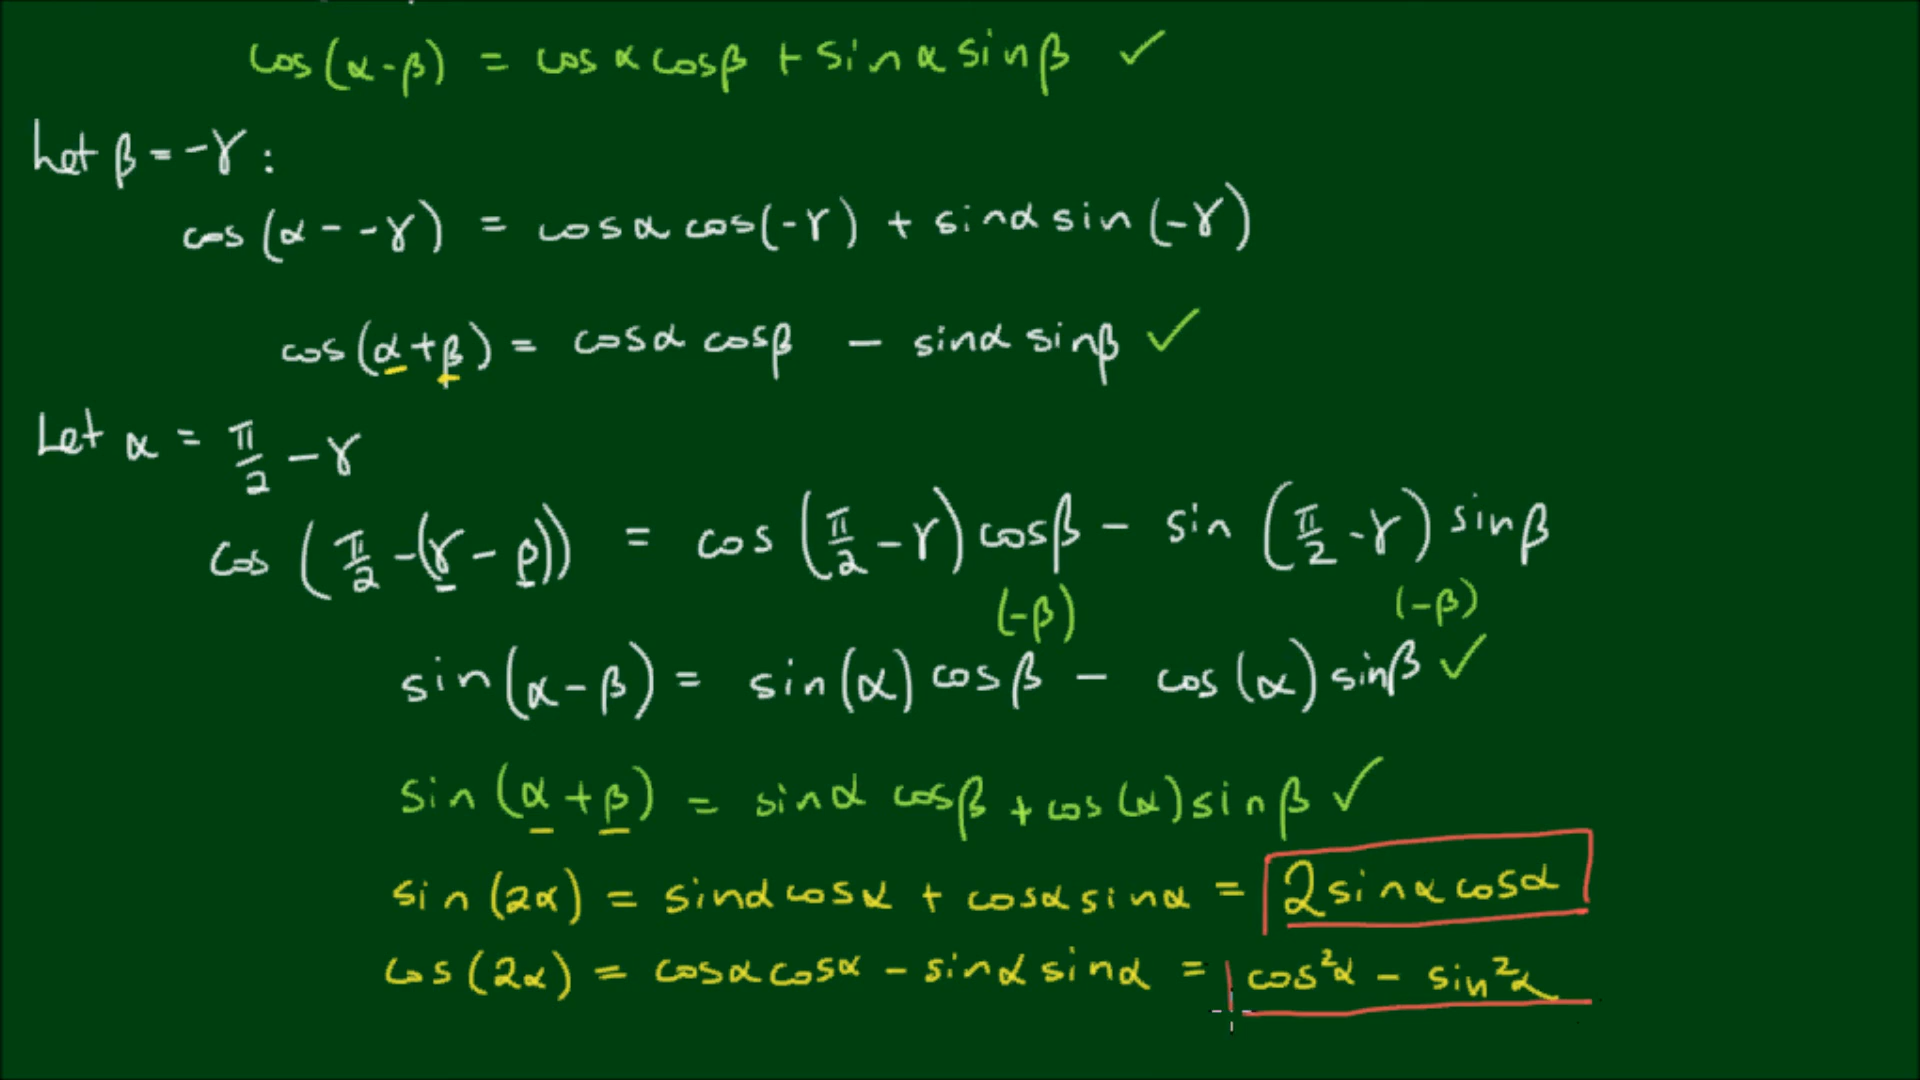 cos(α-β) = cosα cosβ + sinα sinβ ✓
Let β = -γ :
cos(α--γ) = cosα cos(-γ) + sinα sin(-γ)
cos(α+β) = cosα cosβ - sinα sinβ ✓
Let α = π/2 - γ
cos(π/2 -(γ-β)) = cos(π/2 -γ) cosβ - sin(π/2 -γ) sinβ
(-β) (-β)
sin(α-β) = sin(α) cosβ - cos(α) sinβ ✓
sin(α+β) = sinα cosβ + cos(α) sinβ ✓
sin(2α) = sinα cosα + cosα sinα = 2 sinα cosα
cos(2α) = cosα cosα - sinα sinα = cos²α - sin²α